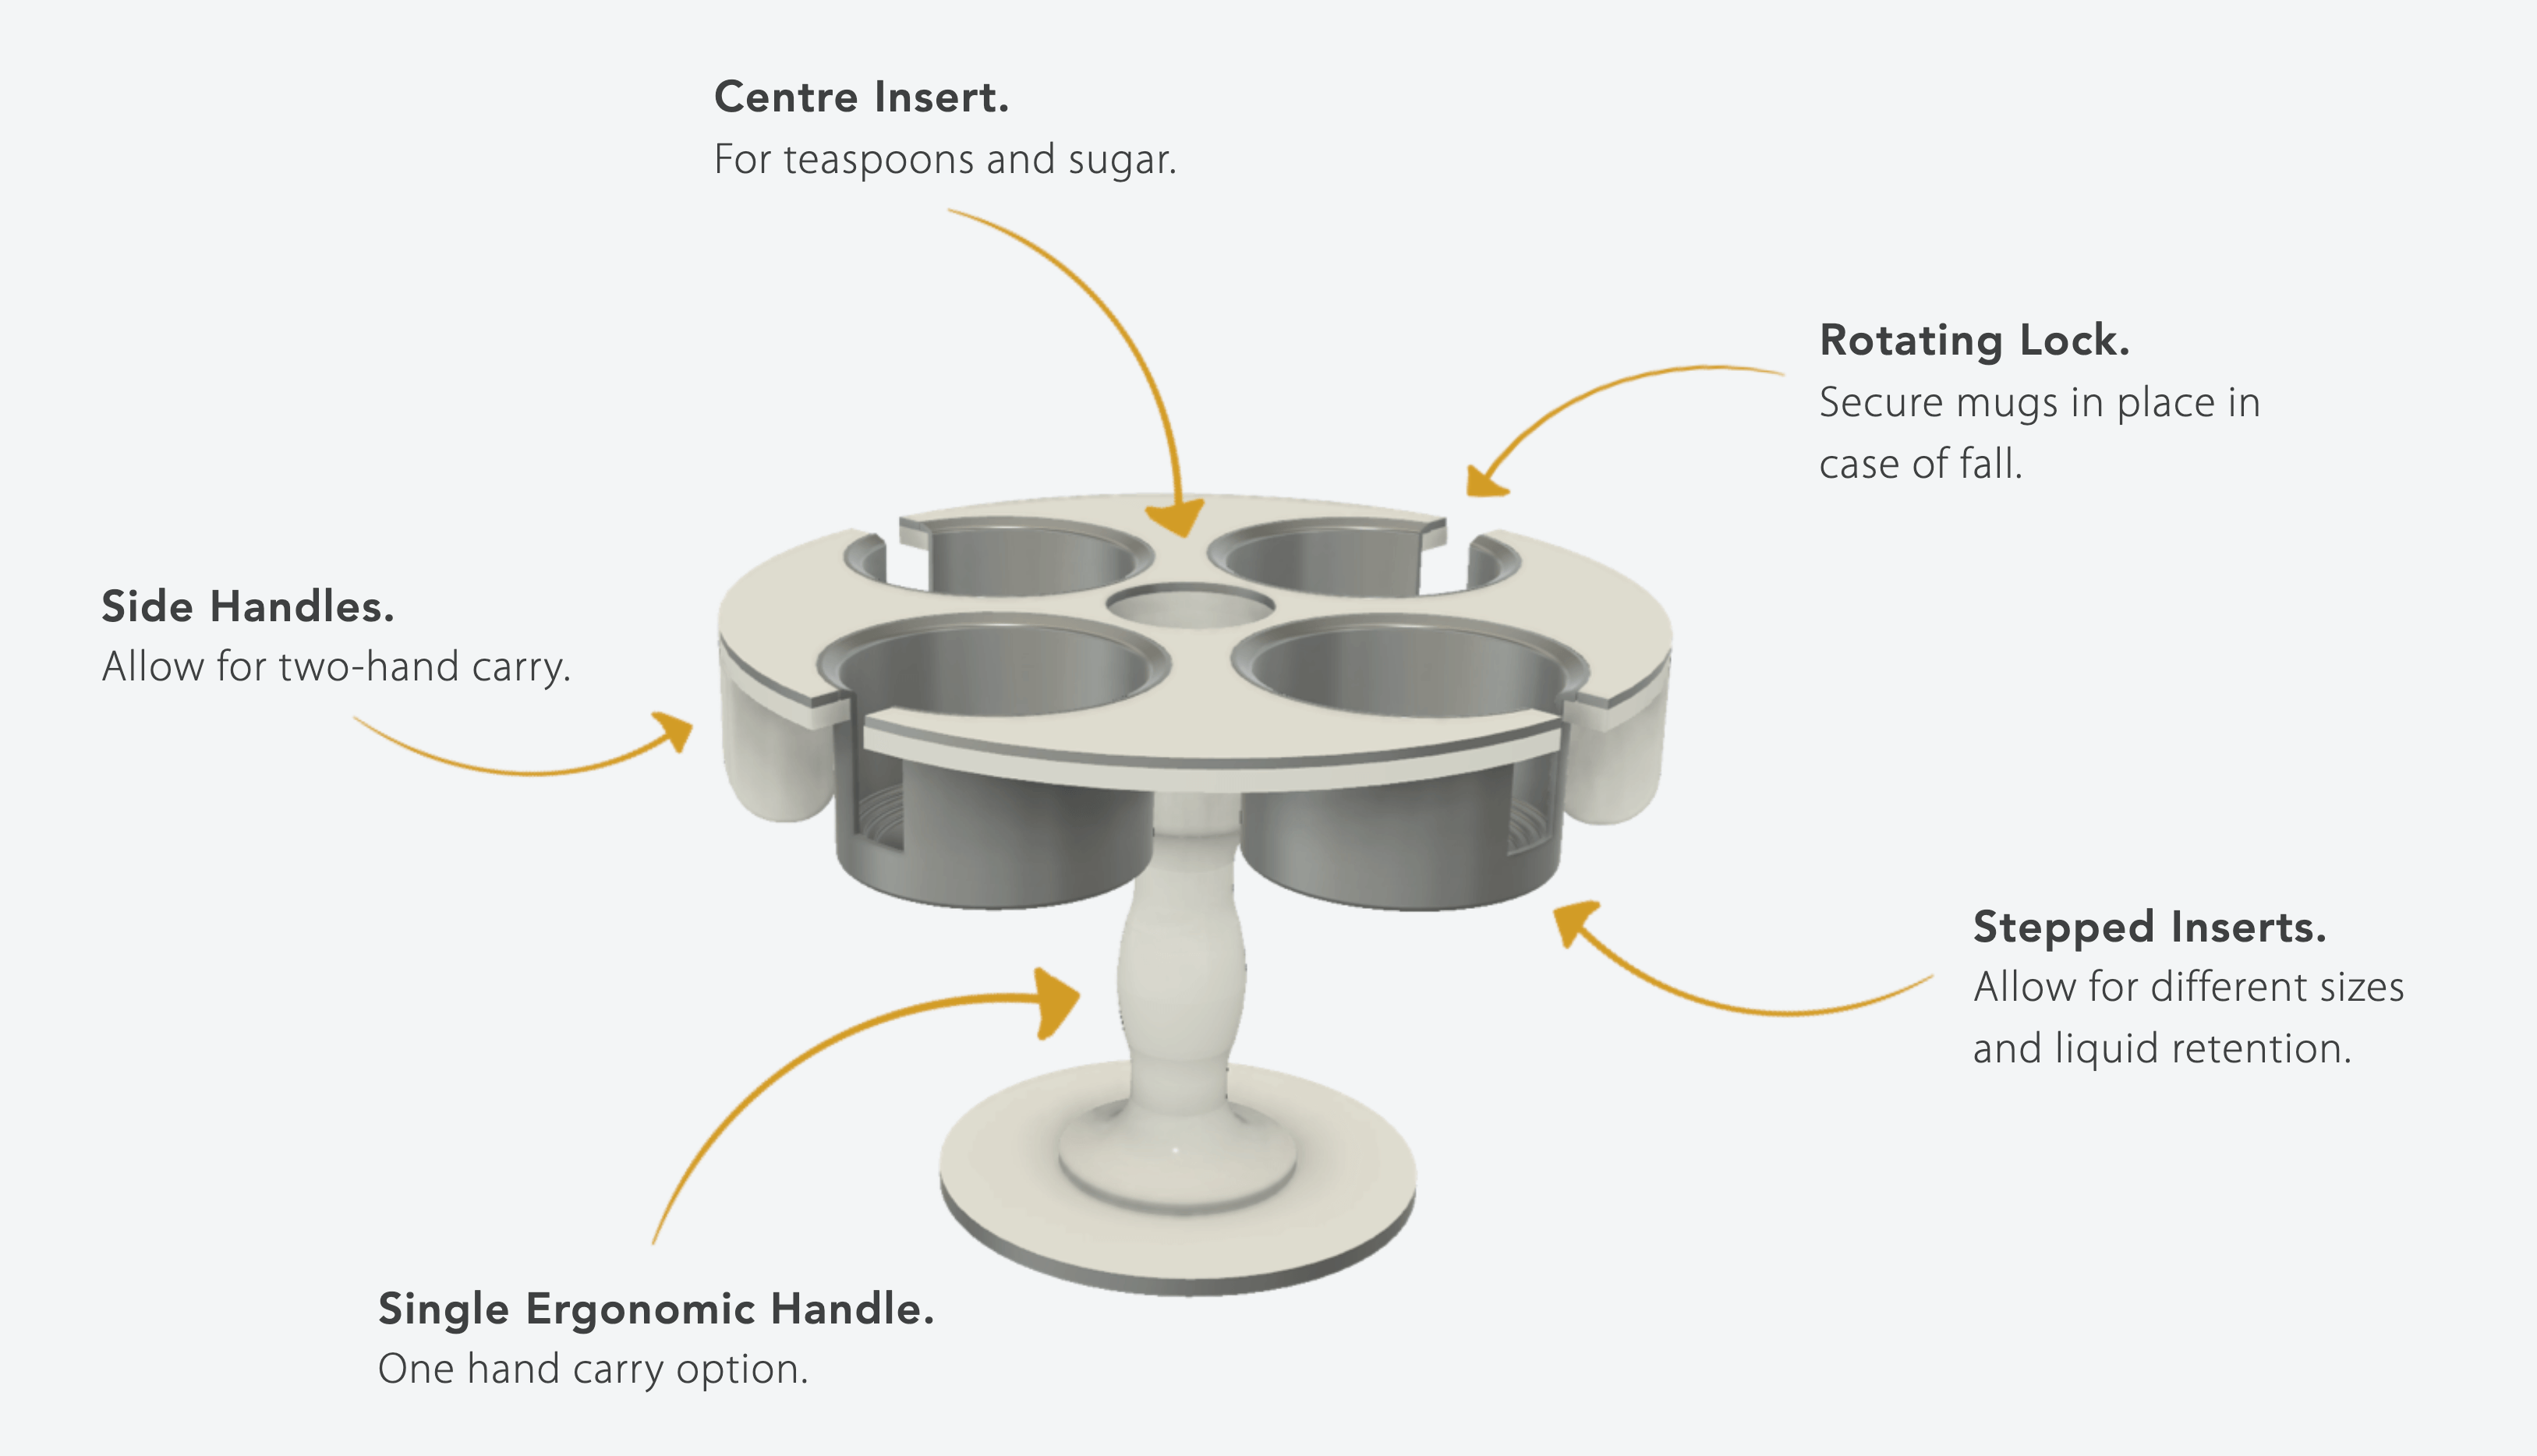 Centre Insert.
For teaspoons and sugar.
Rotating Lock.
Secure mugs in place in
case of fall.
Side Handles.
Allow for two-hand carry.
Stepped Inserts.
Allow for different sizes
and liquid retention.
Single Ergonomic Handle.
One hand carry option.